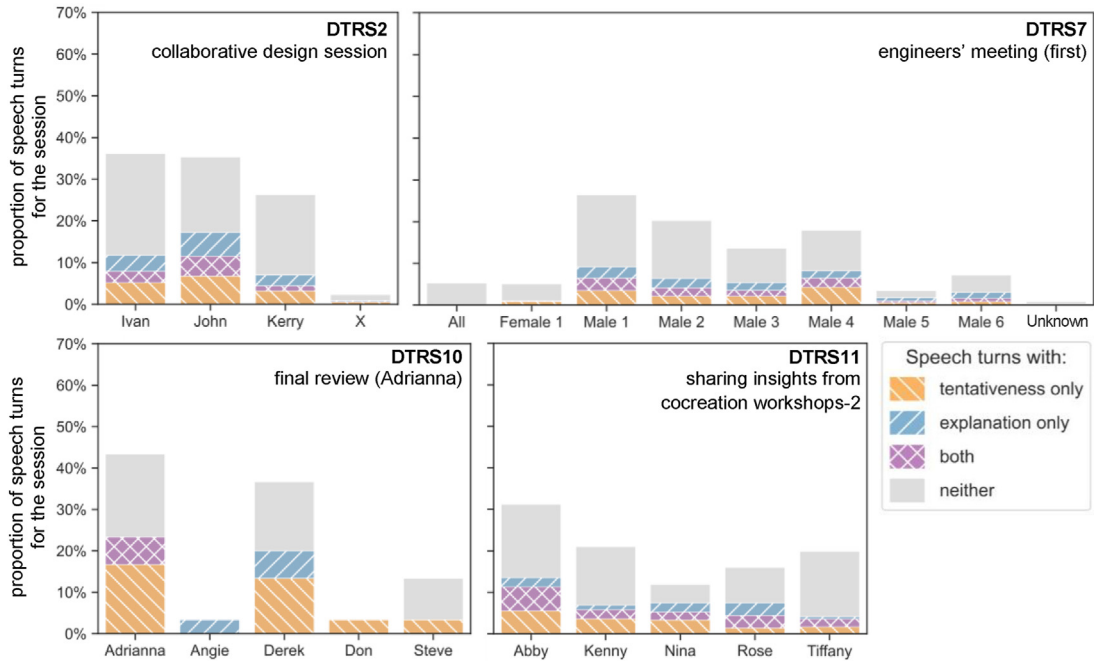 proportion of speech turns
for the session
70%
60%
50%
40%
30%
20%
10%
0%
DTRS2
collaborative design session
Ivan John Kerry X
DTRS7
engineers' meeting (first)
All Female 1 Male 1 Male 2 Male 3 Male 4 Male 5 Male 6 Unknown
proportion of speech turns
for the session
70%
60%
50%
40%
30%
20%
10%
0%
DTRS10
final review (Adrianna)
Adrianna Angie Derek Don Steve
DTRS11
sharing insights from
cocreation workshops-2
Abby Kenny Nina Rose Tiffany
Speech turns with:
tentativeness only
explanation only
both
neither